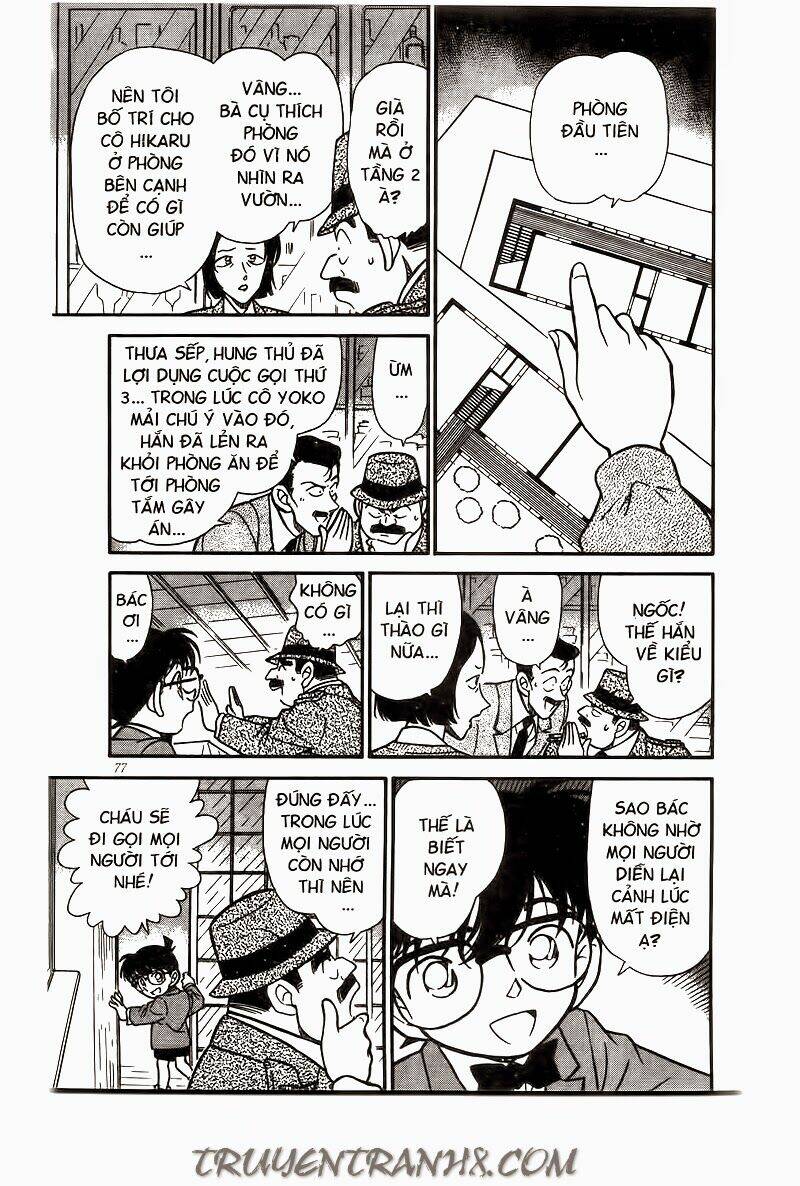 PHÒNG
ĐẦU TIÊN
...
GIÀ
RỒI
MÀ Ở
TẦNG 2
À?
VÂNG...
BÀ CỤ THÍCH
PHÒNG
ĐÓ VÌ NÓ
NHÌN RA
VƯỜN...
NÊN TÔI
BỐ TRÍ CHO
CÔ HIKARU
Ở PHÒNG
BÊN CẠNH
ĐỂ CÓ GÌ
CÒN GIÚP
...
ỪM
...
THƯA SẾP, HUNG THỦ ĐÃ
LỢI DỤNG CUỘC GỌI THỨ
3... TRONG LÚC CÔ YOKO
MẢI CHÚ Ý VÀO ĐÓ,
HẮN ĐÃ LẺN RA
KHỎI PHÒNG ĂN ĐỂ
TỚI PHÒNG
TẮM GÂY
ÁN...
NGỐC!
THẾ HẮN
VỀ KIỂU
GÌ?
À
VÂNG
...
LẠI THÌ
THÀO GÌ
NỮA...
KHÔNG
CÓ GÌ
...
BÁC
ƠI
...
77
SAO BÁC
KHÔNG NHỜ
MỌI NGƯỜI
DIỄN LẠI
CẢNH LÚC
MẤT ĐIỆN
Ạ?
THẾ LÀ
BIẾT
NGAY
MÀ!
ĐÚNG ĐẤY...
TRONG LÚC
MỌI NGƯỜI
CÒN NHỚ
THÌ NÊN
...
CHÁU SẼ
ĐI GỌI MỌI
NGƯỜI TỚI
NHÉ!
TRUYENTRANH8.COM